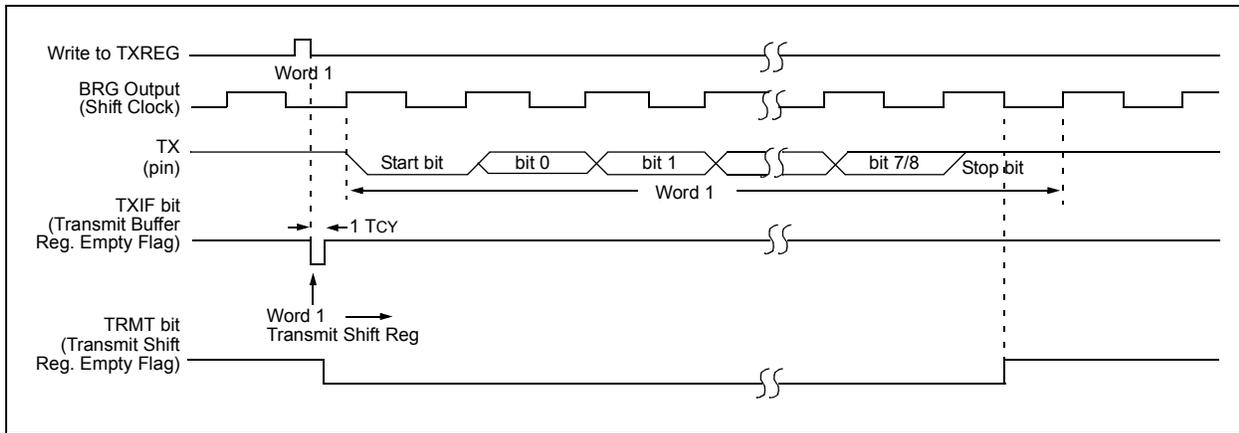 Write to TXREG
Word 1
BRG Output
(Shift Clock)
TX
(pin)
Start bit
bit 0
bit 1
bit 7/8
Stop bit
Word 1
TXIF bit
(Transmit Buffer
Reg. Empty Flag)
1 TCY
Word 1
Transmit Shift Reg
TRMT bit
(Transmit Shift
Reg. Empty Flag)